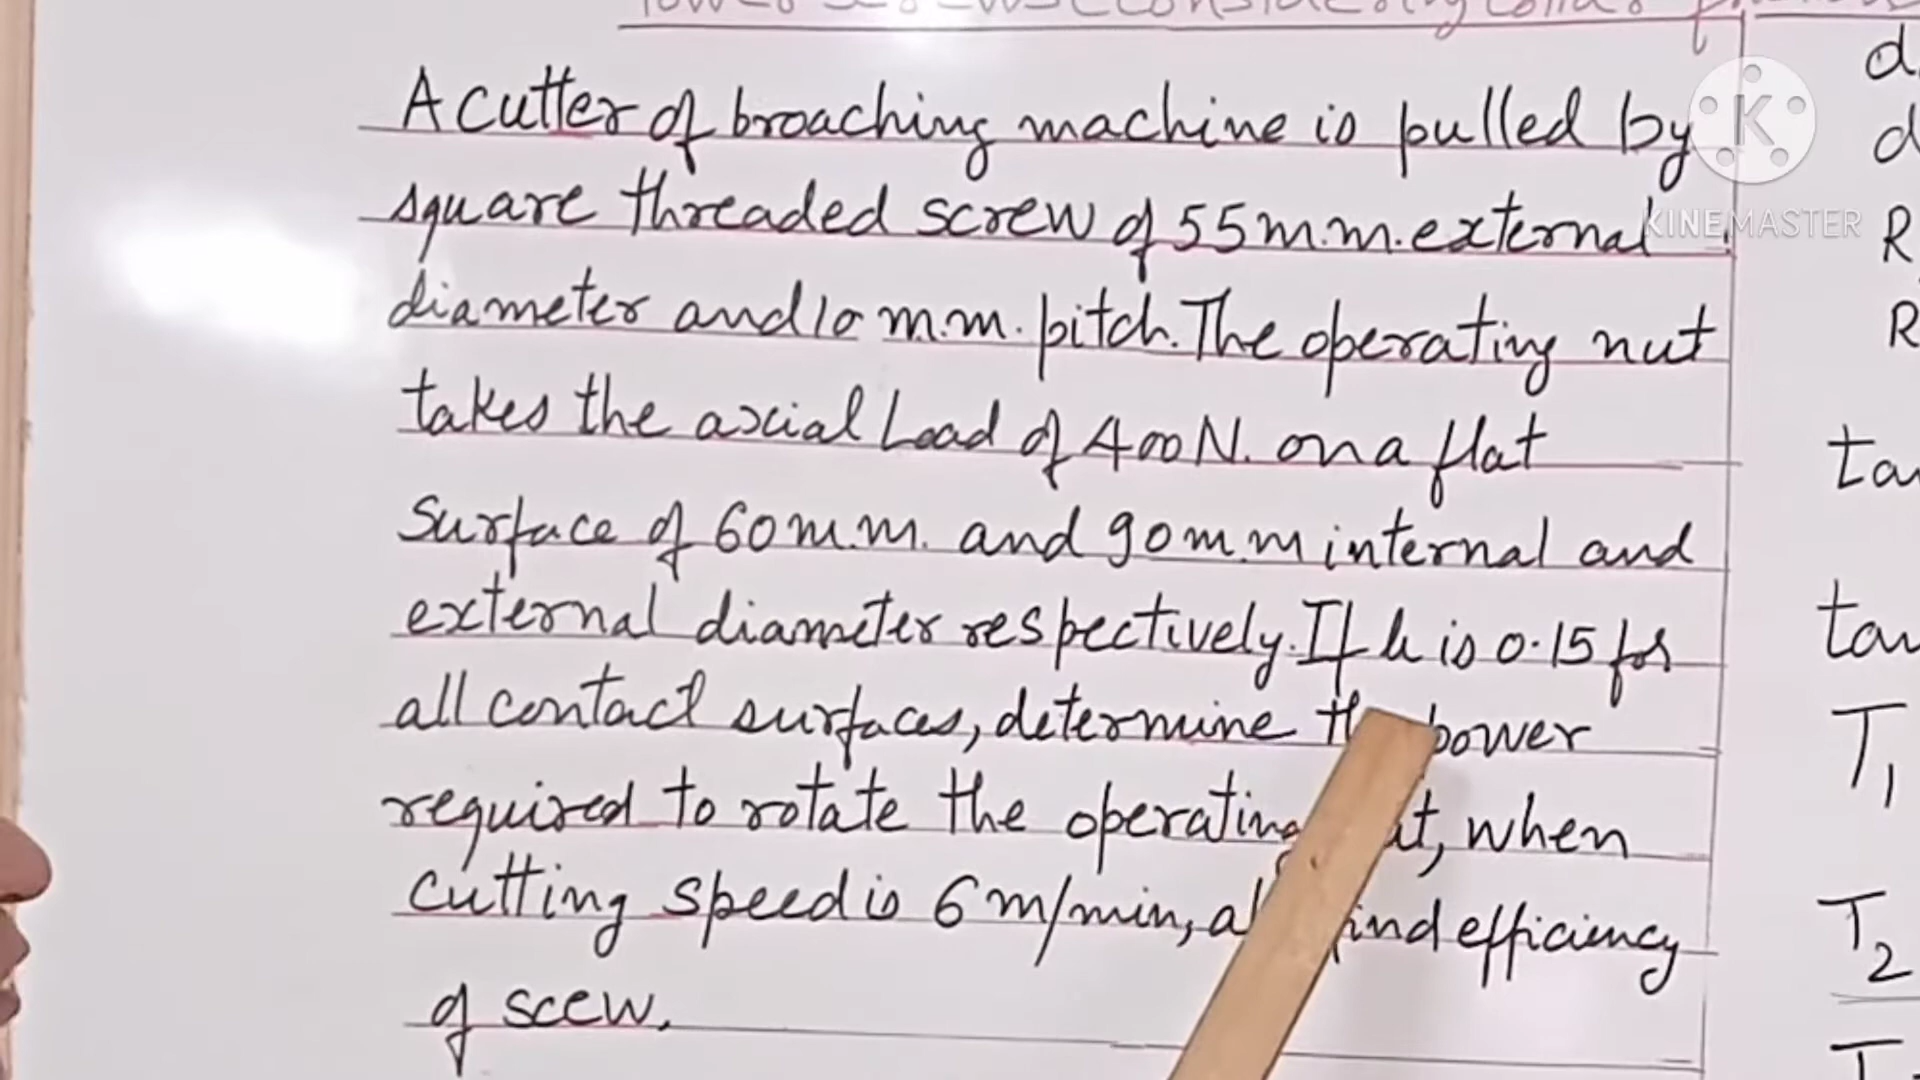 A cutter of broaching machine is pulled by
square threaded screw of 55 m.m. external
diameter and 10 m.m. pitch. The operating nut
takes the axial Load of 400 N. on a flat
surface of 60 m.m. and 90 mm internal and
external diameter respectively. If μ is 0.15 for
all contact surfaces, determine power
required to rotate the operating when
cutting speed is 6 m/min, find efficiency
of scew.
KINEMASTER
d
d
R
R
T1
T2